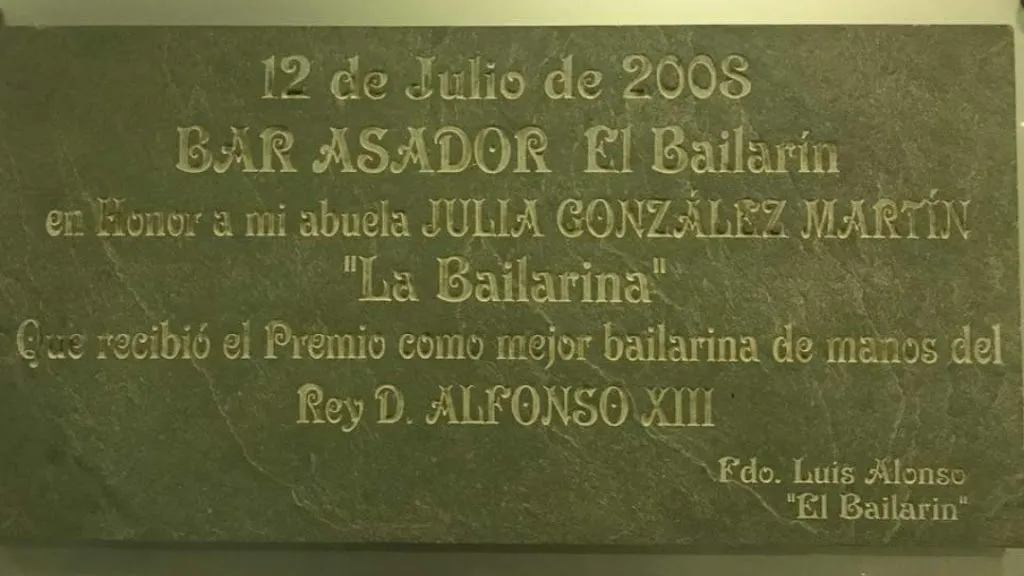 12 de Julio de 2008
BAR ASADOR El Bailarín
en Honor a mi abuela JULIA GONZÁLEZ MARTÍN
"La Bailarina"
Que recibió el Premio como mejor bailarina de manos del
Rey D. ALFONSO XIII
Fdo. Luis Alonso
"El Bailarín"